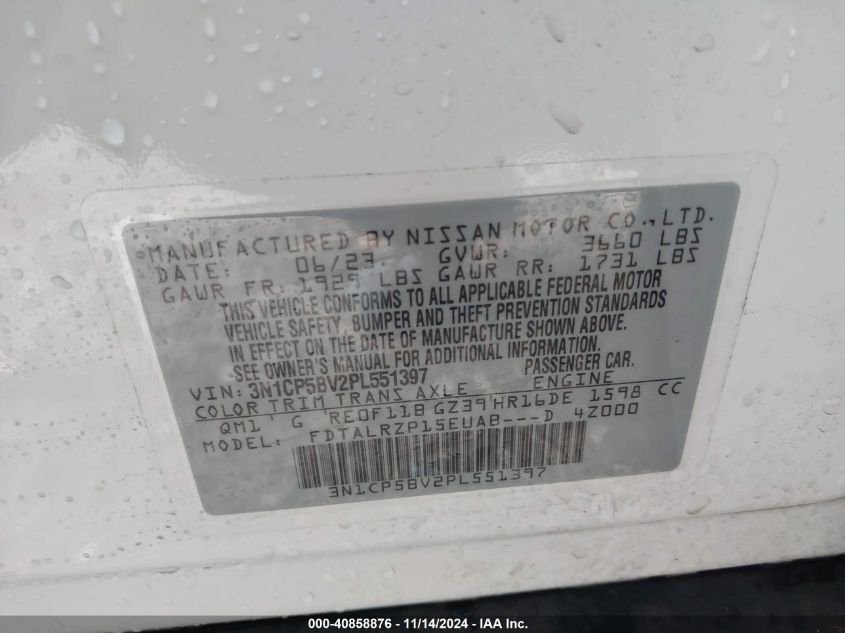 MANUFACTURED BY NISSAN MOTOR CO.,LTD.
DATE: 06/23 GVWR: 3660 LBS
GAWR FR: 1929 LBS GAWR RR: 1731 LBS
THIS VEHICLE CONFORMS TO ALL APPLICABLE FEDERAL MOTOR
VEHICLE SAFETY, BUMPER AND THEFT PREVENTION STANDARDS
IN EFFECT ON THE DATE OF MANUFACTURE SHOWN ABOVE.
SEE OWNER'S MANUAL FOR ADDITIONAL INFORMATION.
VIN: 3N1CP5BV2PL551397 PASSENGER CAR.
COLOR TRIM TRANS AXLE ENGINE
QM1 G RE0F11B GZ39 HR16DE 1598 CC
MODEL: FDTALRZP15EUAB---D 4Z000
3N1CP5BV2PL551397
000-40858876 - 11/14/2024 - IAAI Inc.